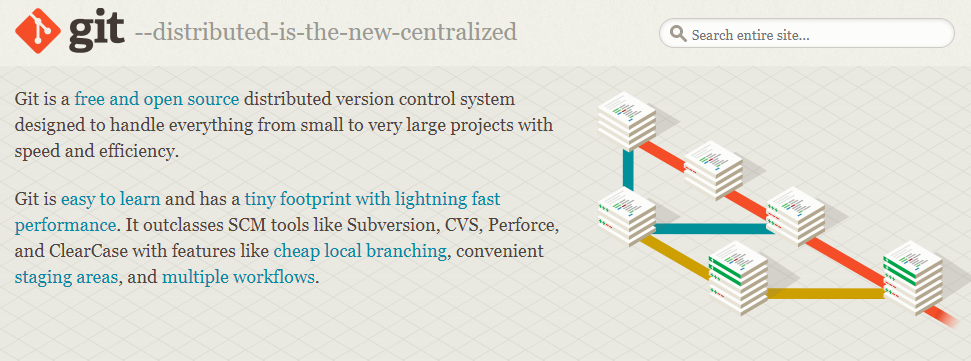 git --distributed-is-the-new-centralized
Search entire site...
Git is a free and open source distributed version control system
designed to handle everything from small to very large projects with
speed and efficiency.
Git is easy to learn and has a tiny footprint with lightning fast
performance. It outclasses SCM tools like Subversion, CVS, Perforce,
and ClearCase with features like cheap local branching, convenient
staging areas, and multiple workflows.